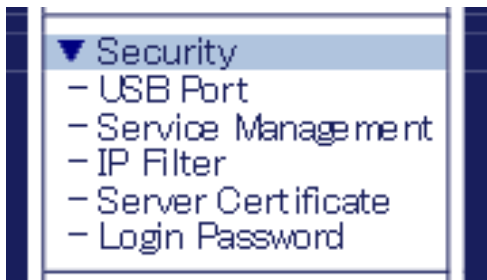 ▼ Security
– USB Port
– Service Management
– IP Filter
– Server Certificate
– Login Password